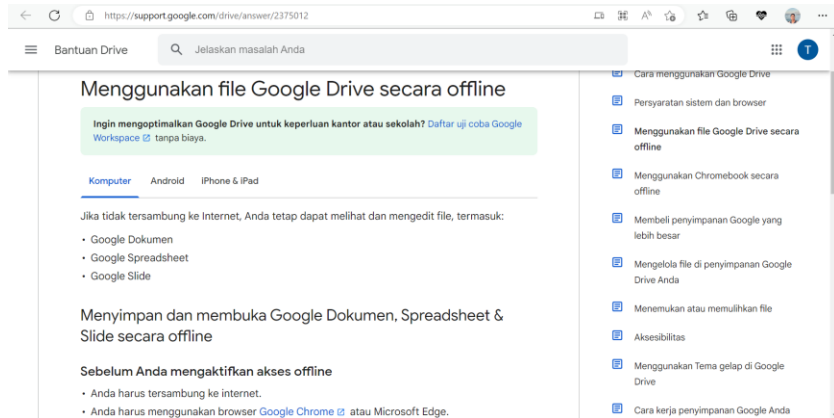 https://support.google.com/drive/answer/2375012
Bantuan Drive
Jelaskan masalah Anda
T
Menggunakan file Google Drive secara offline
Ingin mengoptimalkan Google Drive untuk keperluan kantor atau sekolah? Daftar uji coba Google
Workspace tanpa biaya.
Komputer Android iPhone & iPad
Jika tidak tersambung ke Internet, Anda tetap dapat melihat dan mengedit file, termasuk:
• Google Dokumen
• Google Spreadsheet
• Google Slide
Menyimpan dan membuka Google Dokumen, Spreadsheet &
Slide secara offline
Sebelum Anda mengaktifkan akses offline
• Anda harus tersambung ke internet.
• Anda harus menggunakan browser Google Chrome atau Microsoft Edge.
Cara menggunakan Google Drive
Persyaratan sistem dan browser
Menggunakan file Google Drive secara
offline
Menggunakan Chromebook secara
offline
Membeli penyimpanan Google yang
lebih besar
Mengelola file di penyimpanan Google
Drive Anda
Menemukan atau memulihkan file
Aksesibilitas
Menggunakan Tema gelap di Google
Drive
Cara kerja penyimpanan Google Anda